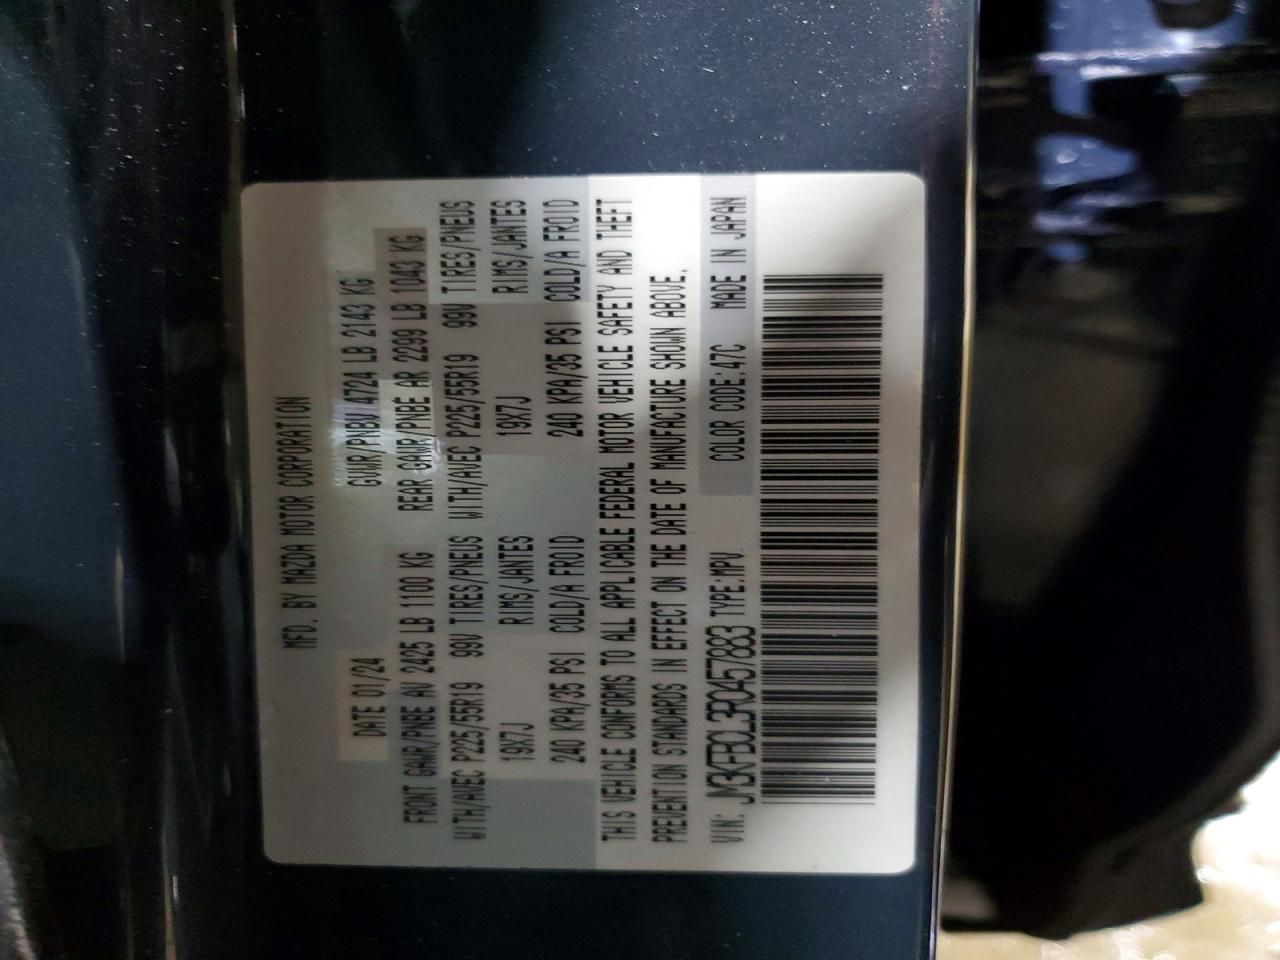 MFD. BY MAZDA MOTOR CORPORATION
DATE 01/24 GVWR/PNBV 4724 LB 2143 KG
FRONT GAWR/PNBE AV 2425 LB 1100 KG REAR GAWR/PNBE AR 2299 LB 1043 KG
WITH/AVEC P225/55R19 99V TIRES/PNEUS WITH/AVEC P225/55R19 99V TIRES/PNEUS
19X7J RIMS/JANTES 19X7J RIMS/JANTES
240 KPA/35 PSI COLD/A FROID 240 KPA/35 PSI COLD/A FROID
THIS VEHICLE CONFORMS TO ALL APPLICABLE FEDERAL MOTOR VEHICLE SAFETY AND THEFT
PREVENTION STANDARDS IN EFFECT ON THE DATE OF MANUFACTURE SHOWN ABOVE.
VIN: JM3KFBCL3R0457883 TYPE:MPV. COLOR CODE.47C MADE IN JAPAN